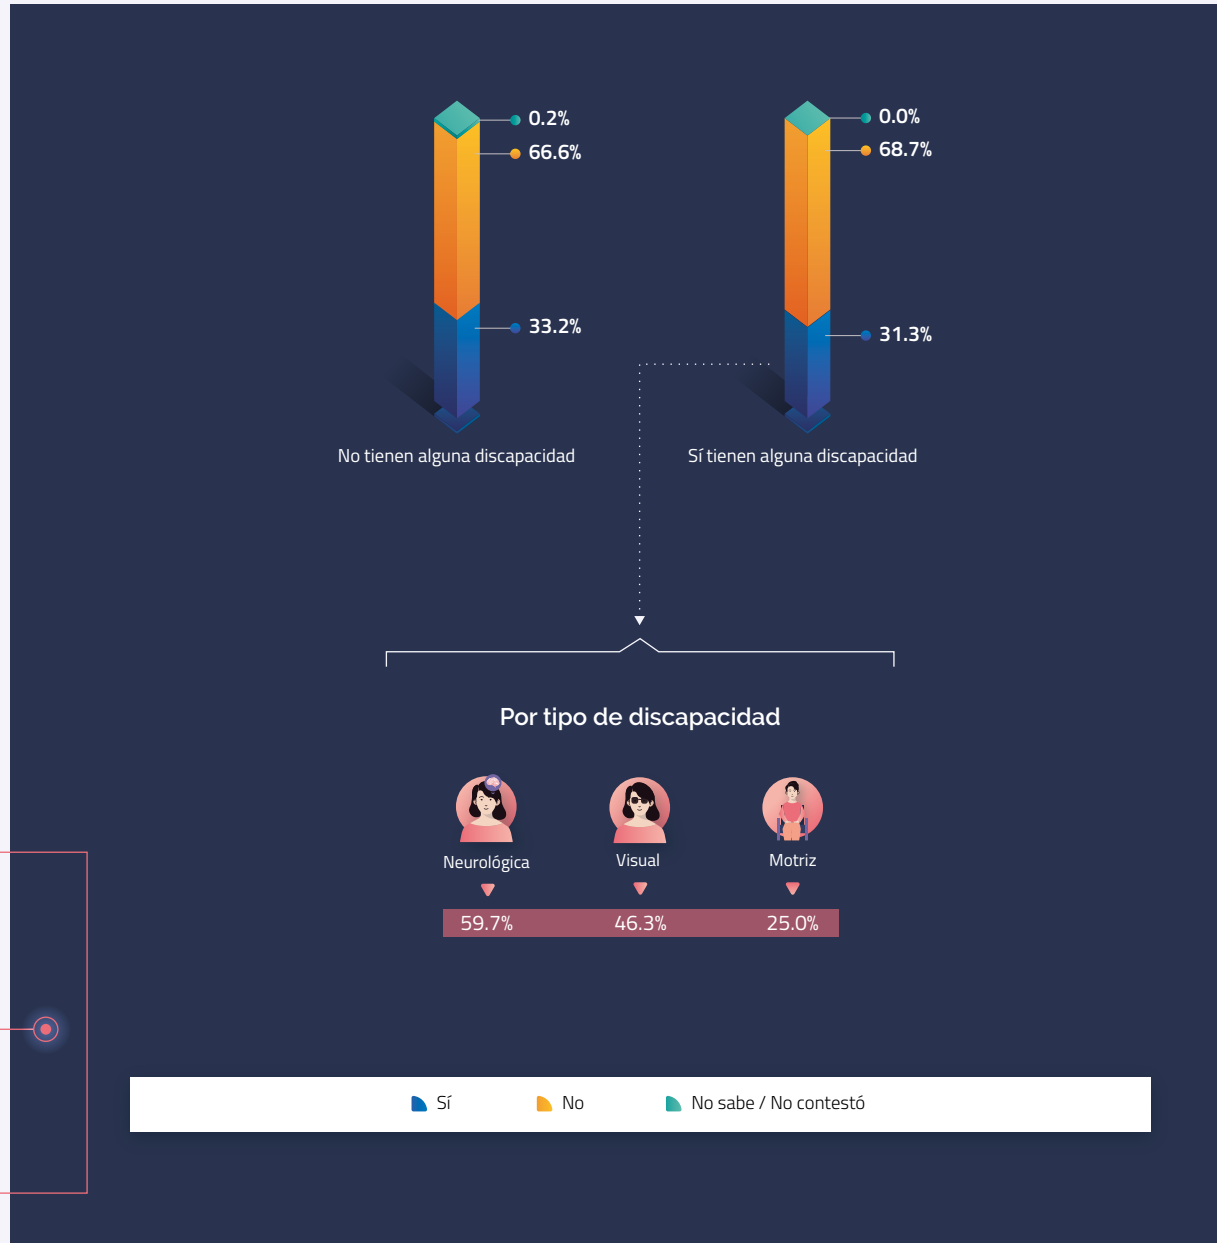 0.2%
66.6%
33.2%
No tienen alguna discapacidad
0.0%
68.7%
31.3%
Sí tienen alguna discapacidad
Por tipo de discapacidad
Neurológica
Visual
Motriz
59.7%
46.3%
25.0%
Sí
No
No sabe / No contestó